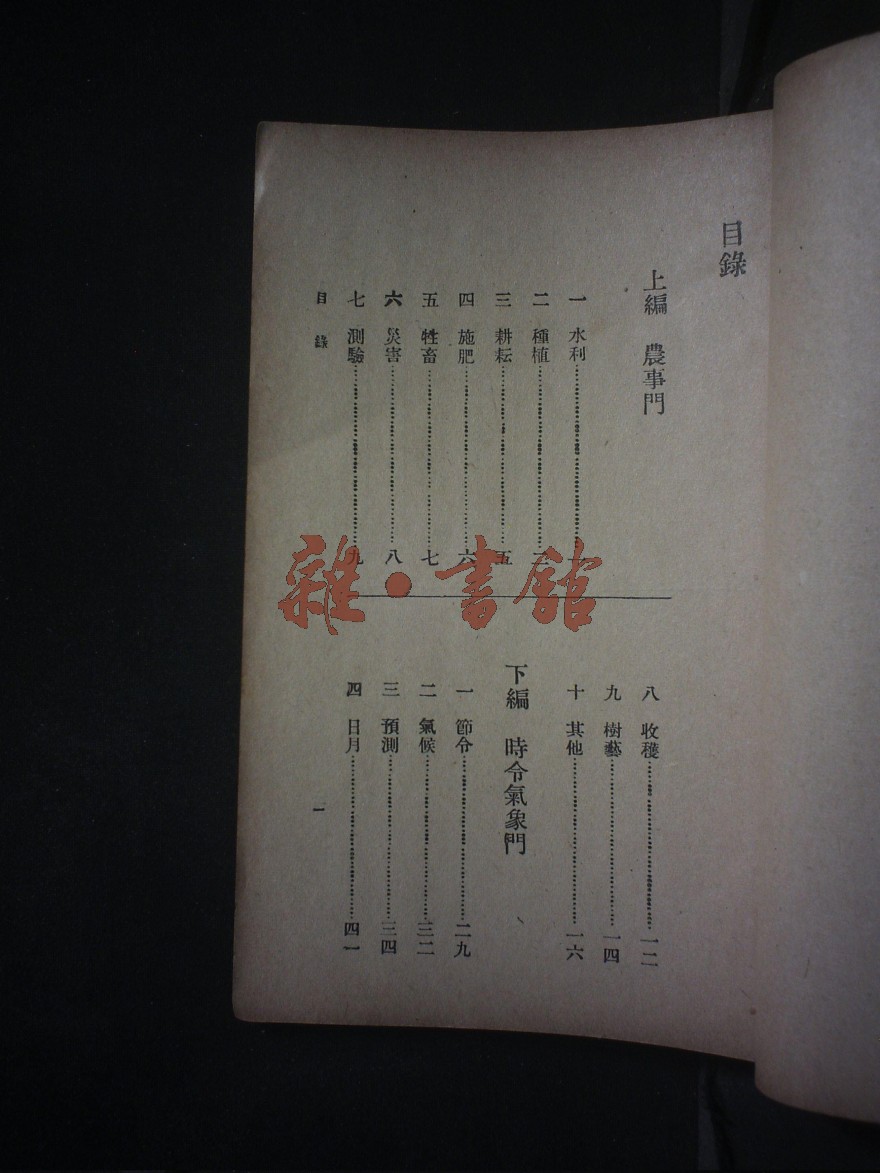 目錄
上編 農事門
一 水利……一
二 種植……
三 耕耘……五
四 施肥……六
五 牲畜……七
六 災害……八
七 測驗……九
八 收穫……一二
九 樹藝……一四
十 其他……一六
下編 時令氣象門
一 節令……二九
二 氣候……三二
三 預測……三四
四 日月……四一
目錄
一
雜·書館